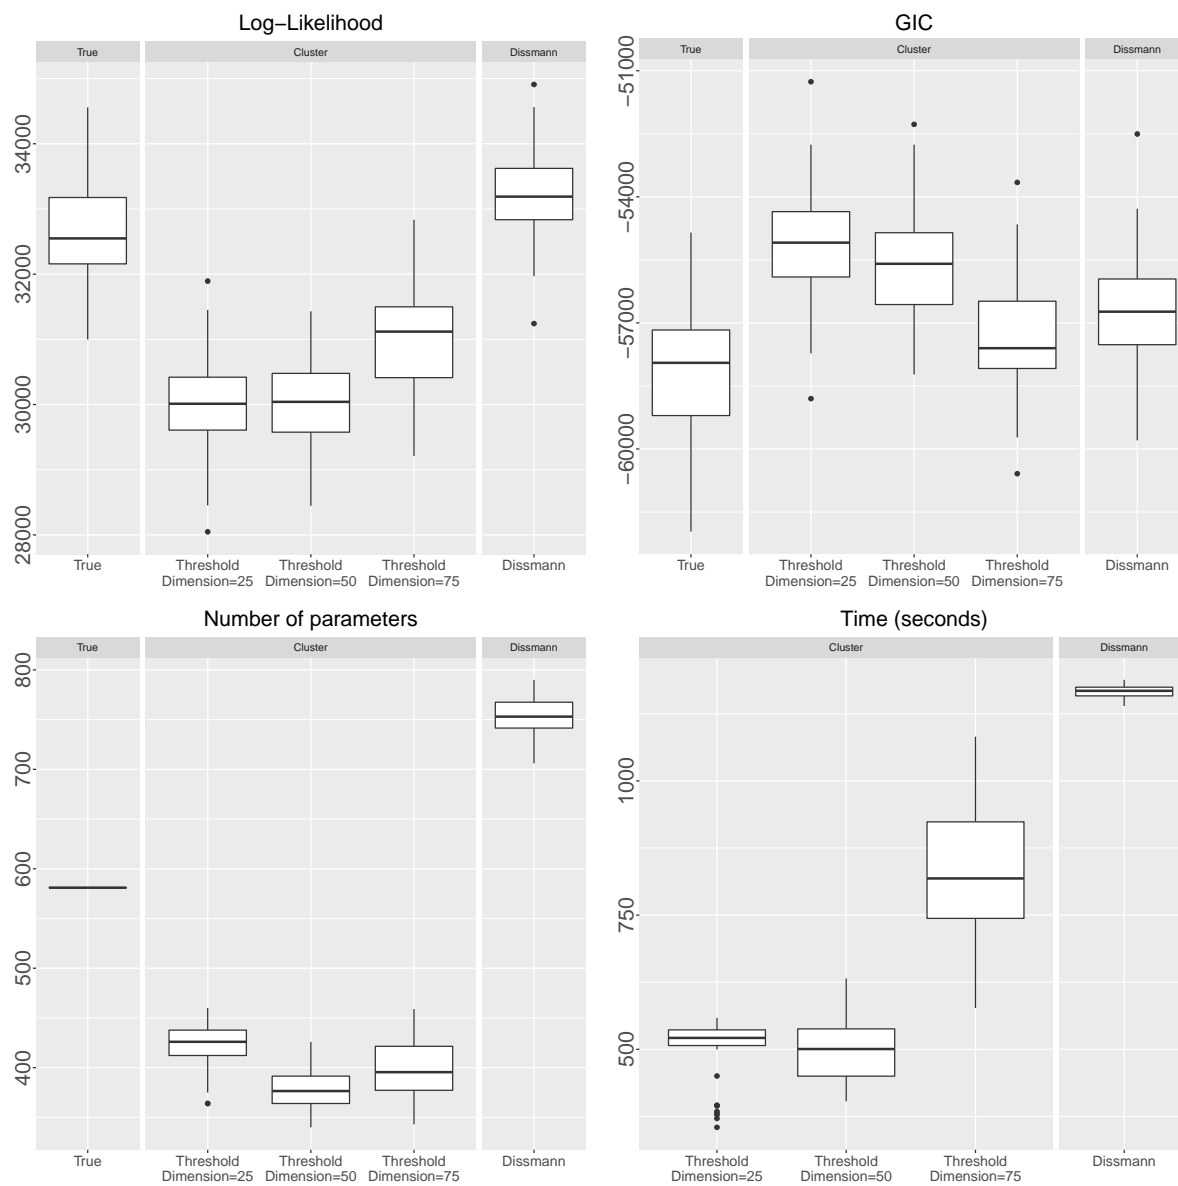 Log−Likelihood
True Cluster Dissmann
34000
32000
30000
28000
True Threshold Threshold Threshold Dissmann
Dimension=25 Dimension=50 Dimension=75
GIC
True Cluster Dissmann
−51000
−54000
−57000
−60000
True Threshold Threshold Threshold Dissmann
Dimension=25 Dimension=50 Dimension=75
Number of parameters
True Cluster Dissmann
800
700
600
500
400
True Threshold Threshold Threshold Dissmann
Dimension=25 Dimension=50 Dimension=75
Time (seconds)
Cluster Dissmann
1000
750
500
Threshold Threshold Threshold Dissmann
Dimension=25 Dimension=50 Dimension=75